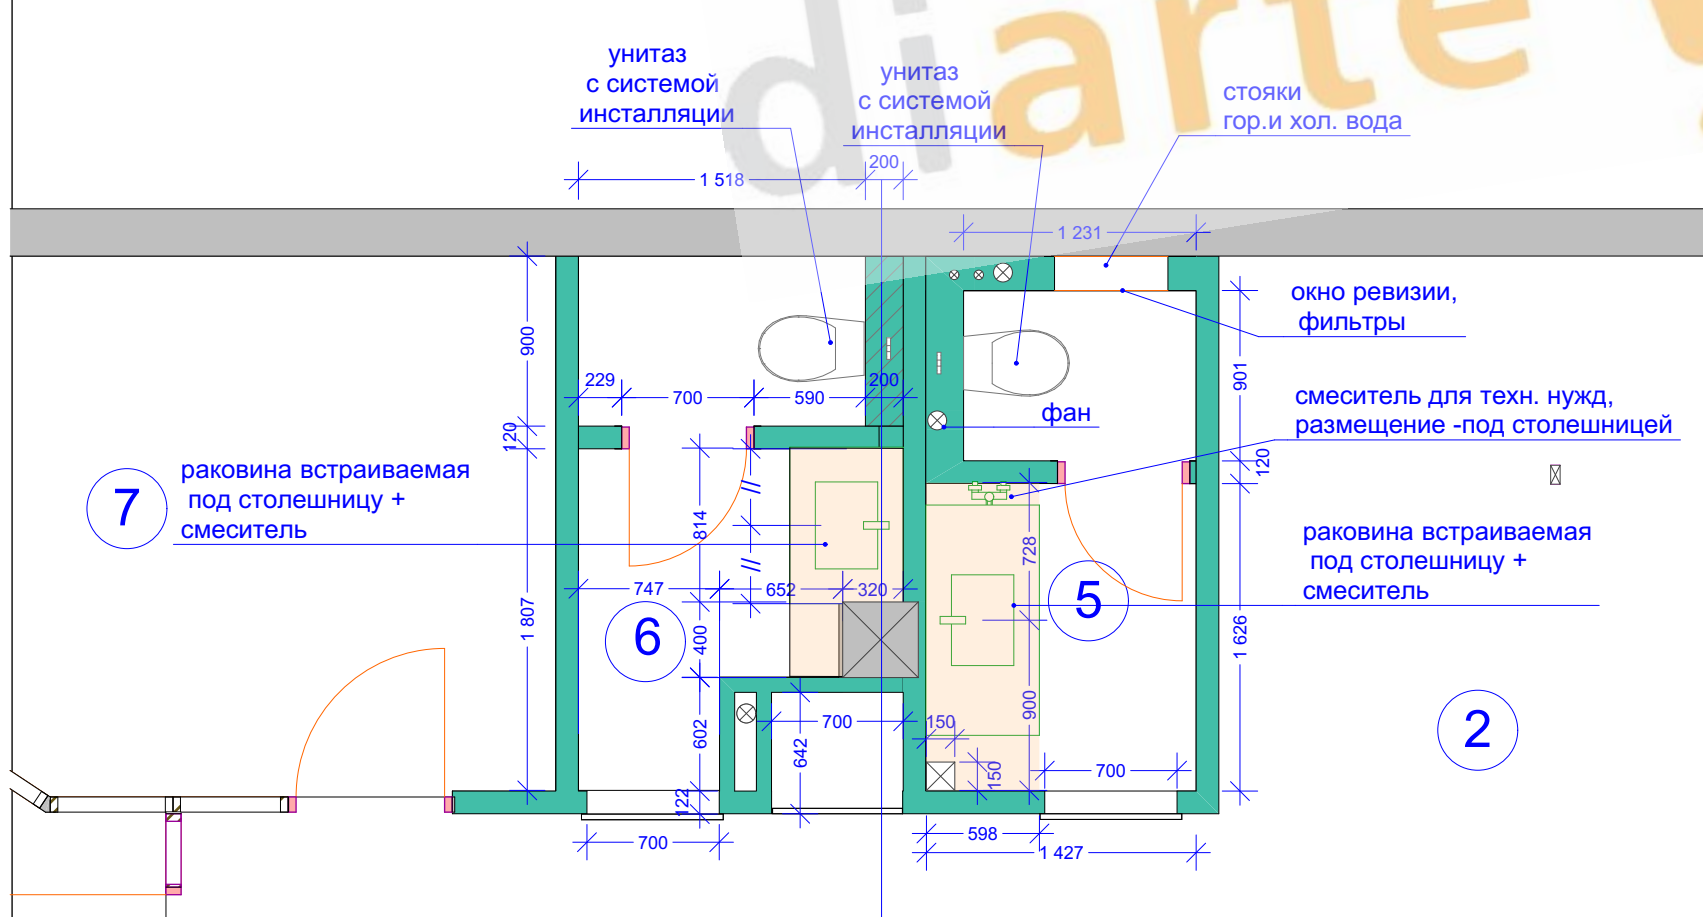 diarte
унитаз
с системой
инсталляции
унитаз
с системой
инсталляции
стояки
гор.и хол. вода
1 518
200
1 231
окно ревизии,
фильтры
900
901
229
700
590
200
фан
смеситель для техн. нужд,
размещение -под столешницей
120
120
7
раковина встраиваемая
под столешницу +
смеситель
814
//
//
728
раковина встраиваемая
под столешницу +
смеситель
747
652
320
5
1 807
6
400
1 626
900
2
602
642
700
150
150
700
122
700
598
1 427